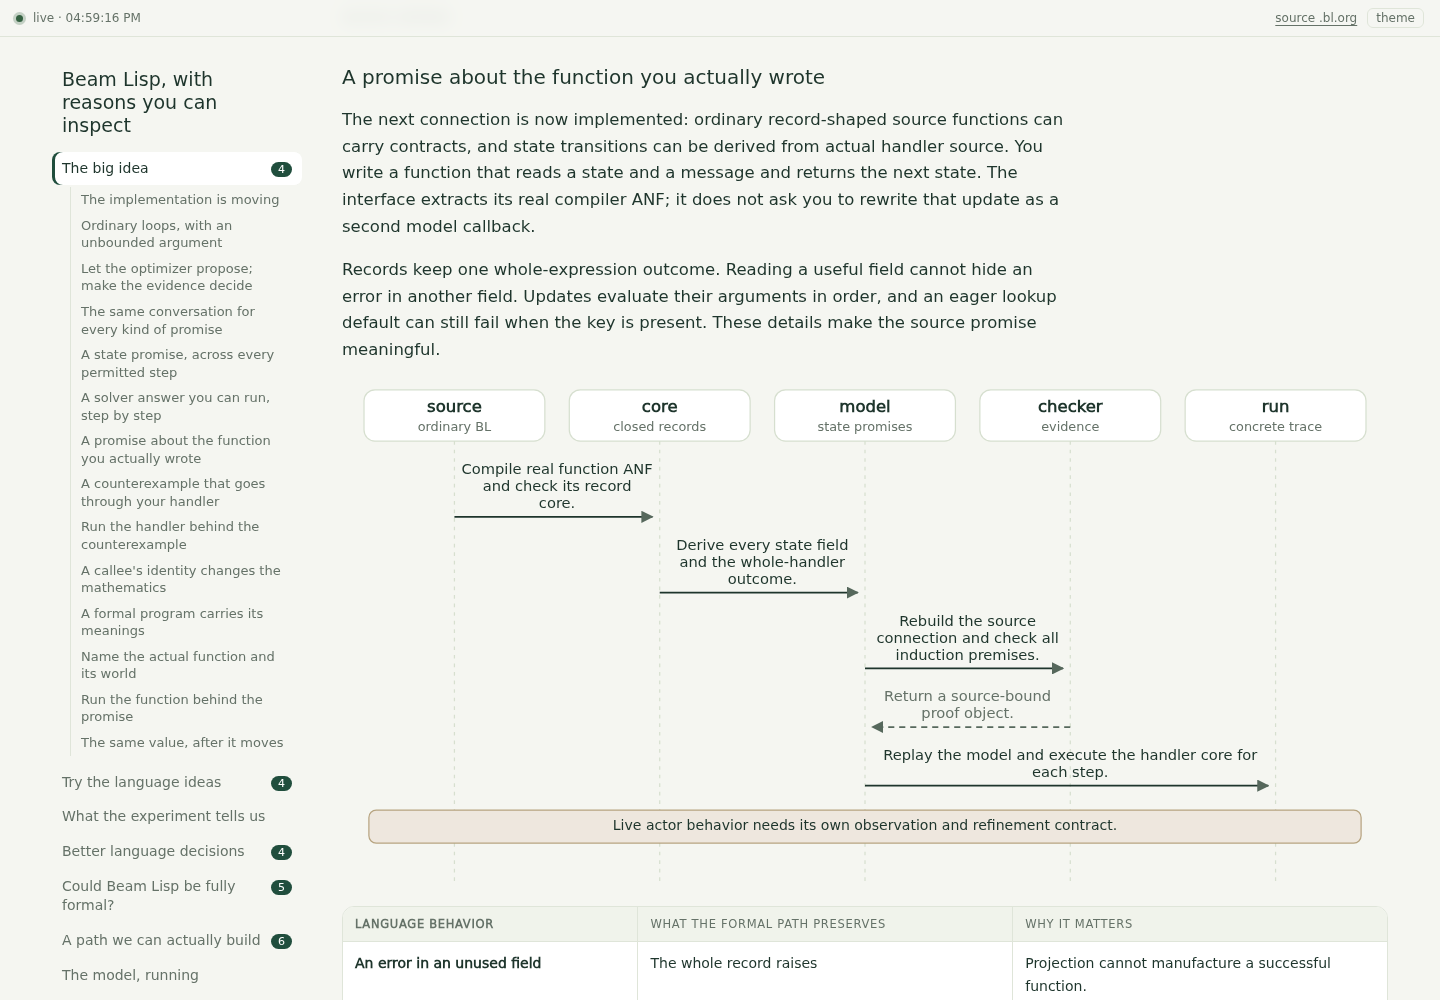 live · 04:59:16 PM
source .bl.org
theme
Beam Lisp, with
reasons you can
inspect
The big idea
4
The implementation is moving
Ordinary loops, with an
unbounded argument
Let the optimizer propose;
make the evidence decide
The same conversation for
every kind of promise
A state promise, across every
permitted step
A solver answer you can run,
step by step
A promise about the function
you actually wrote
A counterexample that goes
through your handler
Run the handler behind the
counterexample
A callee's identity changes the
mathematics
A formal program carries its
meanings
Name the actual function and
its world
Run the function behind the
promise
The same value, after it moves
Try the language ideas
4
What the experiment tells us
Better language decisions
4
Could Beam Lisp be fully
formal?
5
A path we can actually build
6
The model, running
A promise about the function you actually wrote
The next connection is now implemented: ordinary record-shaped source functions can
carry contracts, and state transitions can be derived from actual handler source. You
write a function that reads a state and a message and returns the next state. The
interface extracts its real compiler ANF; it does not ask you to rewrite that update as a
second model callback.
Records keep one whole-expression outcome. Reading a useful field cannot hide an
error in another field. Updates evaluate their arguments in order, and an eager lookup
default can still fail when the key is present. These details make the source promise
meaningful.
source
ordinary BL
core
closed records
model
state promises
checker
evidence
run
concrete trace
Compile real function ANF
and check its record
core.
Derive every state field
and the whole-handler
outcome.
Rebuild the source
connection and check all
induction premises.
Return a source-bound
proof object.
Replay the model and execute the handler core for
each step.
Live actor behavior needs its own observation and refinement contract.
LANGUAGE BEHAVIOR
WHAT THE FORMAL PATH PRESERVES
WHY IT MATTERS
An error in an unused field
The whole record raises
Projection cannot manufacture a successful
function.